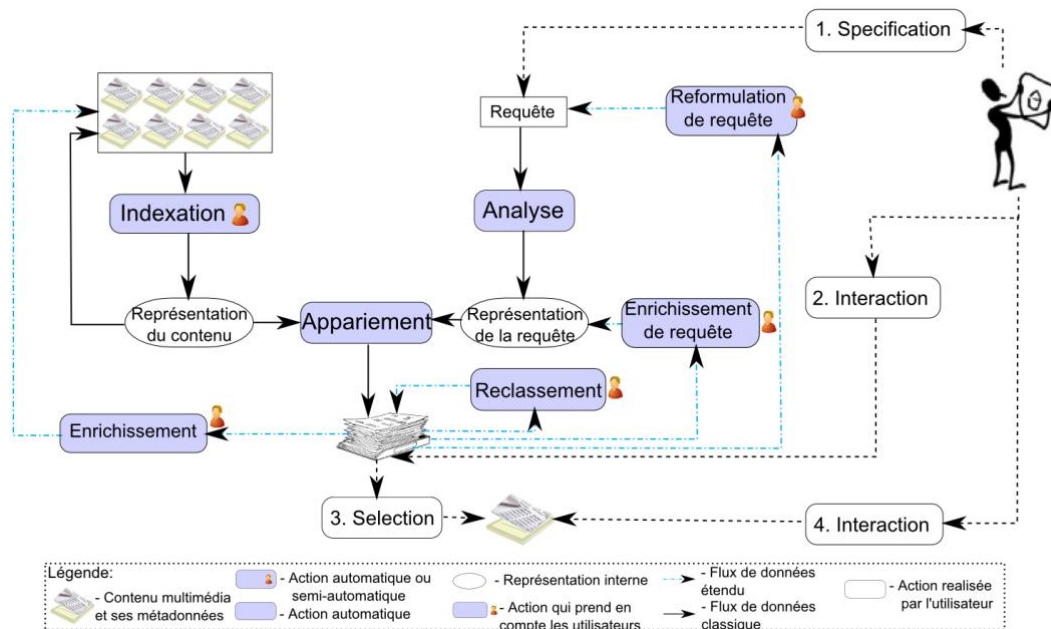 1. Specification
Requête
Reformulation
de requête
Indexation
Analyse
2. Interaction
Représentation
du contenu
Appariement
Représentation
de la requête
Enrichissement
de requête
Reclassement
Enrichissement
3. Selection
4. Interaction
Légende:
- Contenu multimédia
et ses métadonnées
- Action automatique ou
semi-automatique
- Action automatique
- Représentation interne
- Action qui prend en
compte les utilisateurs
- Flux de données
étendu
- Flux de données
classique
- Action realisée
par l'utilisateur